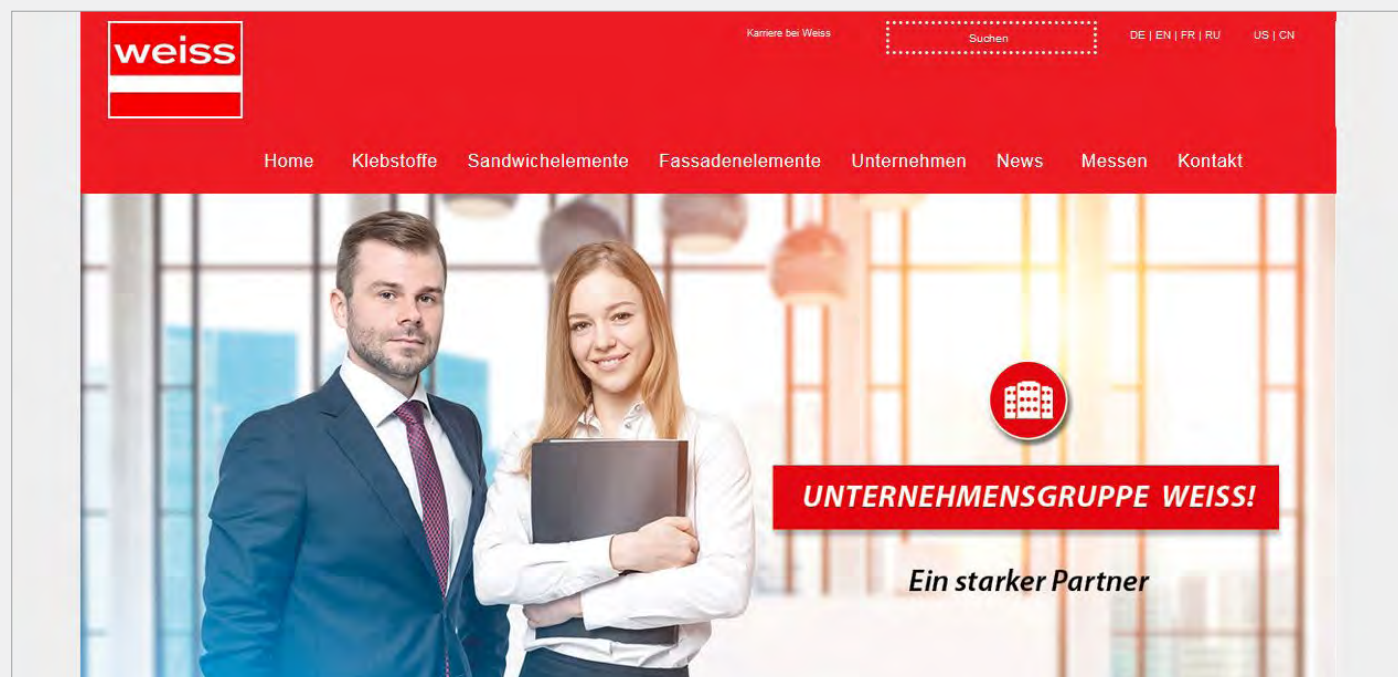 weiss
Karriere bei Weiss
Suchen
DE | EN | FR | RU
US | CN
Home Klebstoffe Sandwichelemente Fassadenelemente Unternehmen News Messen Kontakt
UNTERNEHMENSGRUPPE WEISS!
Ein starker Partner